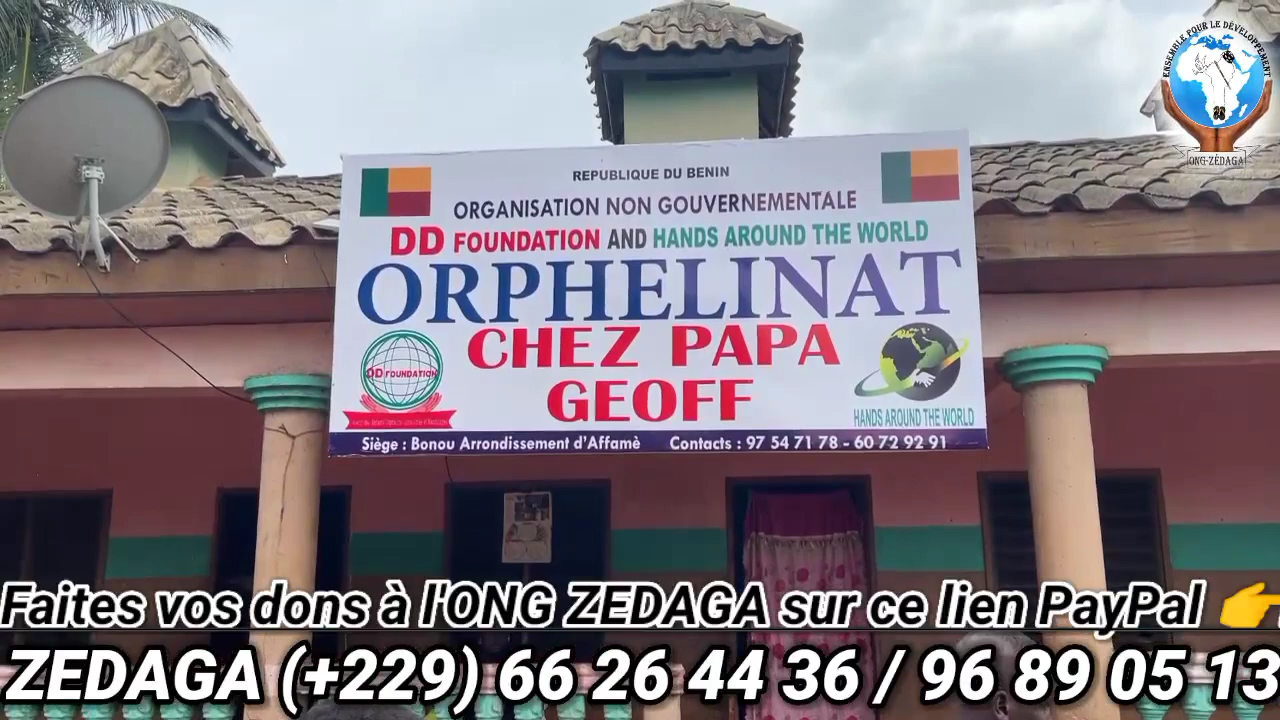 ENSEMBLE POUR LE DÉVELOPPEMENT
ONG-ZÉDAGA
REPUBLIQUE DU BENIN
ORGANISATION NON GOUVERNEMENTALE
DD FOUNDATION AND HANDS AROUND THE WORLD
ORPHELINAT
CHEZ PAPA
GEOFF
DD FOUNDATION
HANDS AROUND THE WORLD
Siège : Bonou Arrondissement d'Affamè Contacts : 97 54 71 78 - 60 72 92 91
Faites vos dons à l'ONG ZEDAGA sur ce lien PayPal 👉
ZEDAGA (+229) 66 26 44 36 / 96 89 05 13